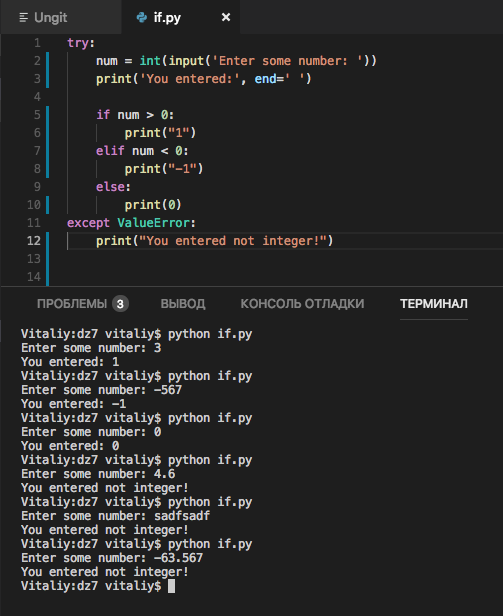 Ungit if.py ×
1 try:
2 num = int(input('Enter some number: '))
3 print('You entered:', end=' ')
4
5 if num > 0:
6 print("1")
7 elif num < 0:
8 print("-1")
9 else:
10 print(0)
11 except ValueError:
12 print("You entered not integer!")
13
14
ПРОБЛЕМЫ 3 ВЫВОД КОНСОЛЬ ОТЛАДКИ ТЕРМИНАЛ
Vitaliy:dz7 vitaliy$ python if.py
Enter some number: 3
You entered: 1
Vitaliy:dz7 vitaliy$ python if.py
Enter some number: -567
You entered: -1
Vitaliy:dz7 vitaliy$ python if.py
Enter some number: 0
You entered: 0
Vitaliy:dz7 vitaliy$ python if.py
Enter some number: 4.6
You entered not integer!
Vitaliy:dz7 vitaliy$ python if.py
Enter some number: sadfsadf
You entered not integer!
Vitaliy:dz7 vitaliy$ python if.py
Enter some number: -63.567
You entered not integer!
Vitaliy:dz7 vitaliy$